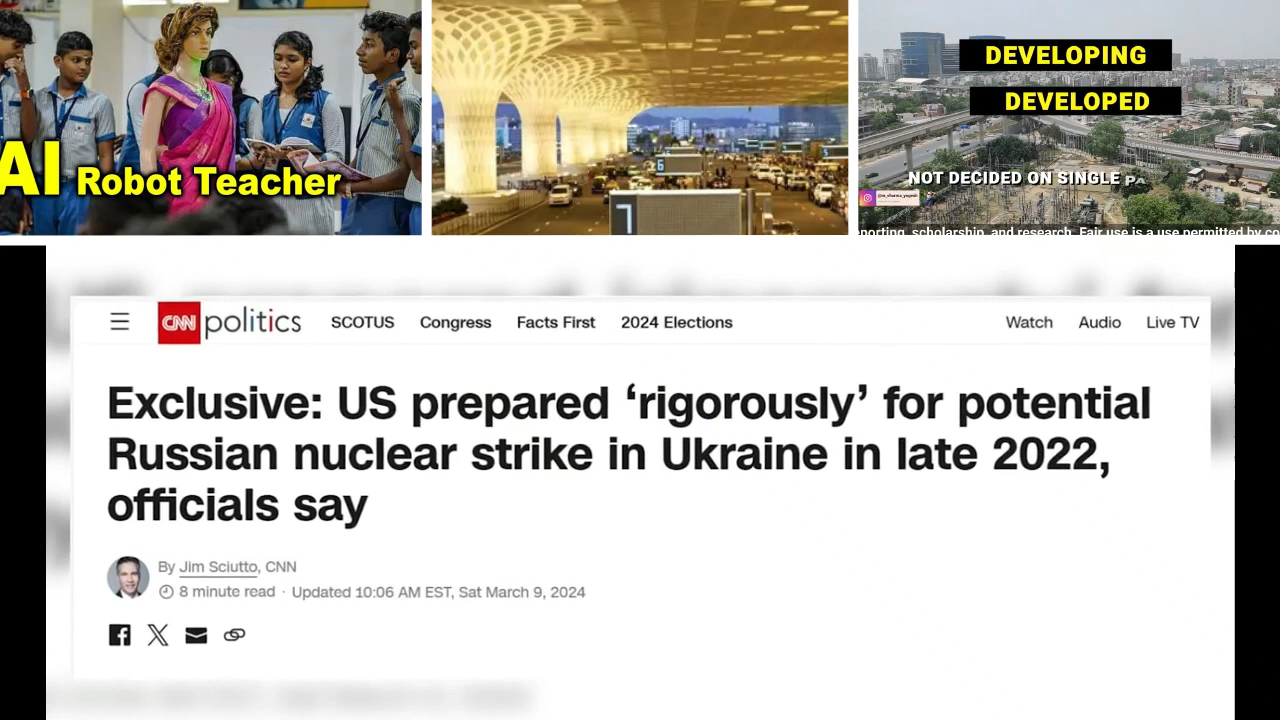 AI Robot Teacher
DEVELOPING
DEVELOPED
NOT DECIDED ON SINGLE
porting, scholarship, and research. Fair use is a use permitted by co
CNN politics SCOTUS Congress Facts First 2024 Elections Watch Audio Live TV
Exclusive: US prepared ‘rigorously’ for potential
Russian nuclear strike in Ukraine in late 2022,
officials say
By Jim Sciutto, CNN
8 minute read · Updated 10:06 AM EST, Sat March 9, 2024